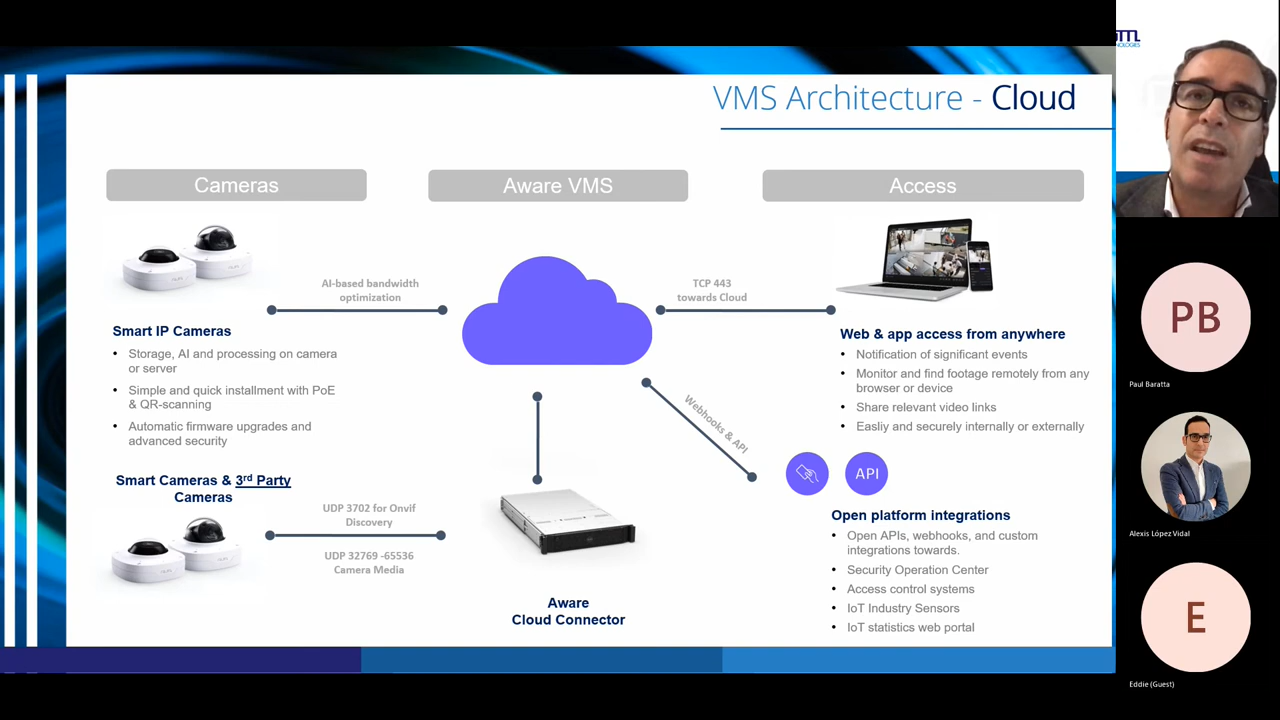 VMS Architecture - Cloud
Cameras
Aware VMS
Access
AI-based bandwidth
optimization
TCP 443
towards Cloud
Smart IP Cameras
• Storage, AI and processing on camera
or server
• Simple and quick installment with PoE
& QR-scanning
• Automatic firmware upgrades and
advanced security
Web & app access from anywhere
• Notification of significant events
• Monitor and find footage remotely from any
browser or device
• Share relevant video links
• Easliy and securely internally or externally
Webhooks & API
API
Smart Cameras & 3rd Party
Cameras
UDP 3702 for Onvif
Discovery
UDP 32769 -65536
Camera Media
Aware
Cloud Connector
Open platform integrations
• Open APIs, webhooks, and custom
integrations towards.
• Security Operation Center
• Access control systems
• IoT Industry Sensors
• IoT statistics web portal
PB
Paul Baratta
Alexis López Vidal
E
Eddie (Guest)